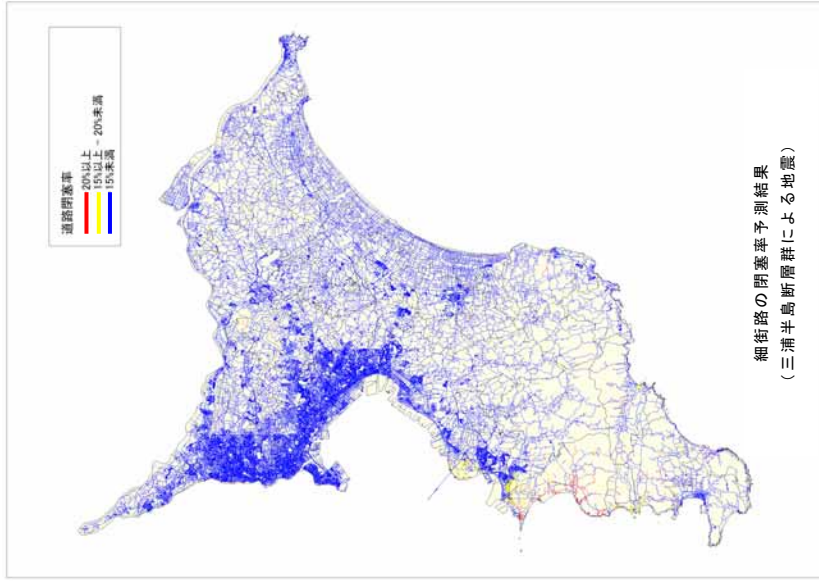 道路閉塞率
20%以上
15%以上 - 20%未満
15%未満
細街路の閉塞率予測結果
(三浦半島断層群による地震)